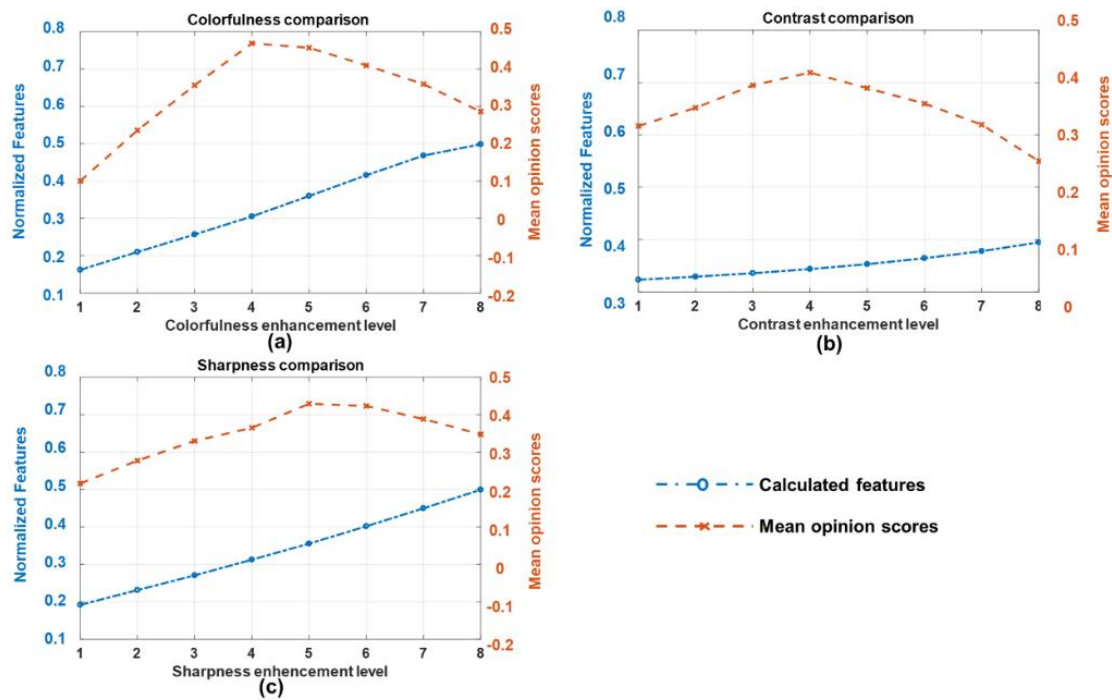 Colorfulness comparison
0.8
0.7
0.6
0.5
0.4
0.3
0.2
0.1
Normalized Features
0.5
0.4
0.3
0.2
0.1
0
-0.1
-0.2
Mean opinion scores
1 2 3 4 5 6 7 8
Colorfulness enhancement level
(a)
Contrast comparison
0.8
0.7
0.6
0.5
0.4
0.3
Normalized Features
0.5
0.4
0.3
0.2
0.1
0
Mean opinion scores
1 2 3 4 5 6 7 8
Contrast enhancement level
(b)
Sharpness comparison
0.8
0.7
0.6
0.5
0.4
0.3
0.2
0.1
Normalized Features
0.5
0.4
0.3
0.2
0.1
0
-0.1
-0.2
Mean opinion scores
1 2 3 4 5 6 7 8
Sharpness enhencement level
(c)
Calculated features
Mean opinion scores